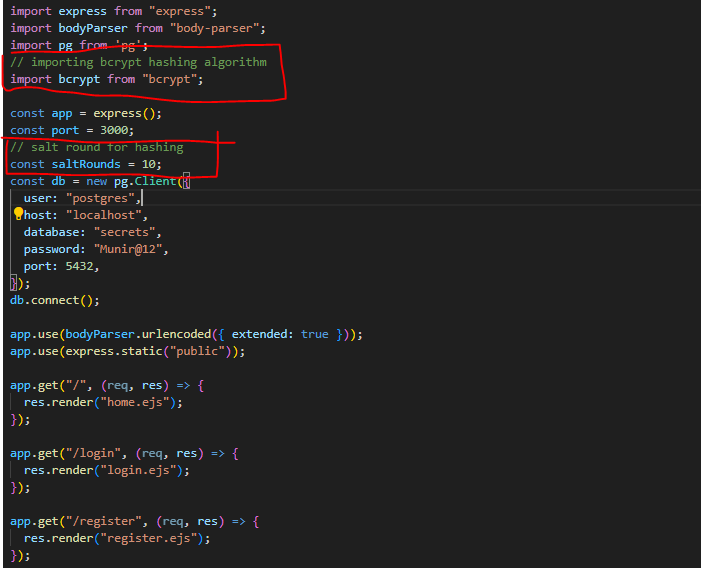 import express from "express";
import bodyParser from "body-parser";
import pg from 'pg';
// importing bcrypt hashing algorithm
import bcrypt from "bcrypt";
const app = express();
const port = 3000;
// salt round for hashing
const saltRounds = 10;
const db = new pg.Client({
user: "postgres",
host: "localhost",
database: "secrets",
password: "Munir@12",
port: 5432,
});
db.connect();
app.use(bodyParser.urlencoded({ extended: true }));
app.use(express.static("public"));
app.get("/", (req, res) => {
res.render("home.ejs");
});
app.get("/login", (req, res) => {
res.render("login.ejs");
});
app.get("/register", (req, res) => {
res.render("register.ejs");
});